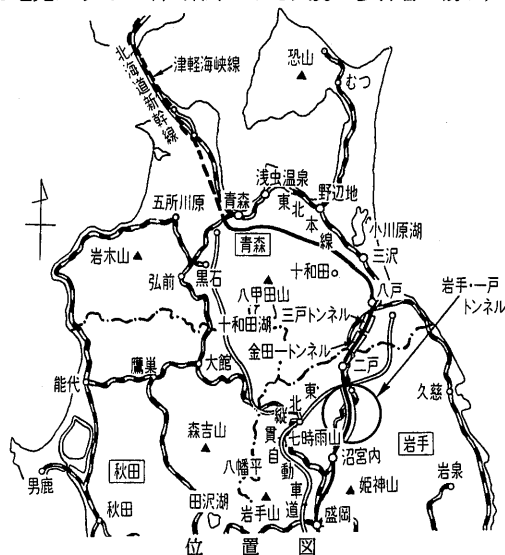 北海道新幹線
津軽海峡線
恐山
むつ
浅虫温泉
野辺地
青森
東北本線
五所川原
小川原湖
青森
三沢
岩木山
黒石
十和田
弘前
八甲田山
八戸
岩手・一戸トンネル
三戸トンネル
十和田湖
金田一トンネル
鷹巣
大館
二戸
能代
久慈
東北縦貫自動車道
森吉山
七時雨山
岩手
秋田
八幡平
沼宮内
岩泉
男鹿
田沢湖
姫神山
秋田
岩手山
盛岡
位置図